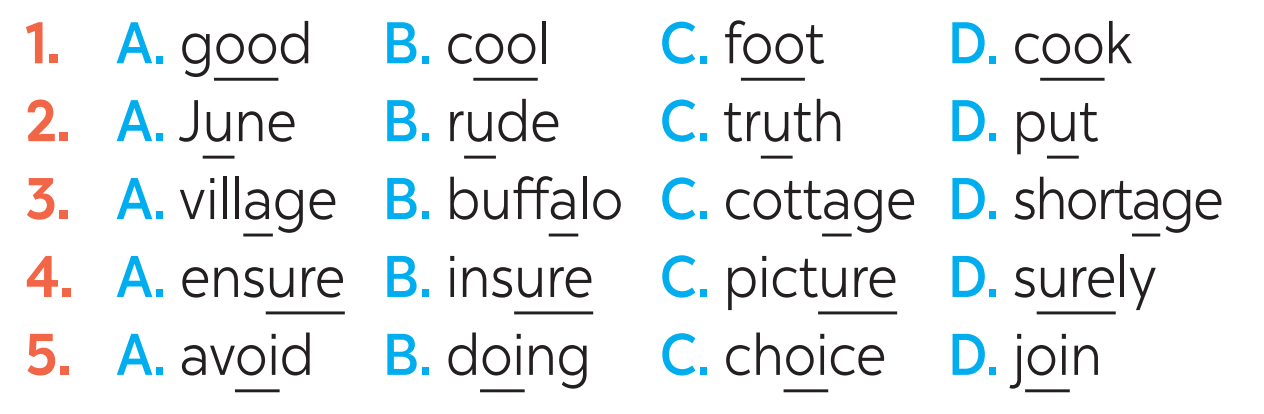 1. A. good B. cool C. foot D. cook
2. A. June B. rude C. truth D. put
3. A. village B. buffalo C. cottage D. shortage
4. A. ensure B. insure C. picture D. surely
5. A. avoid B. doing C. choice D. join